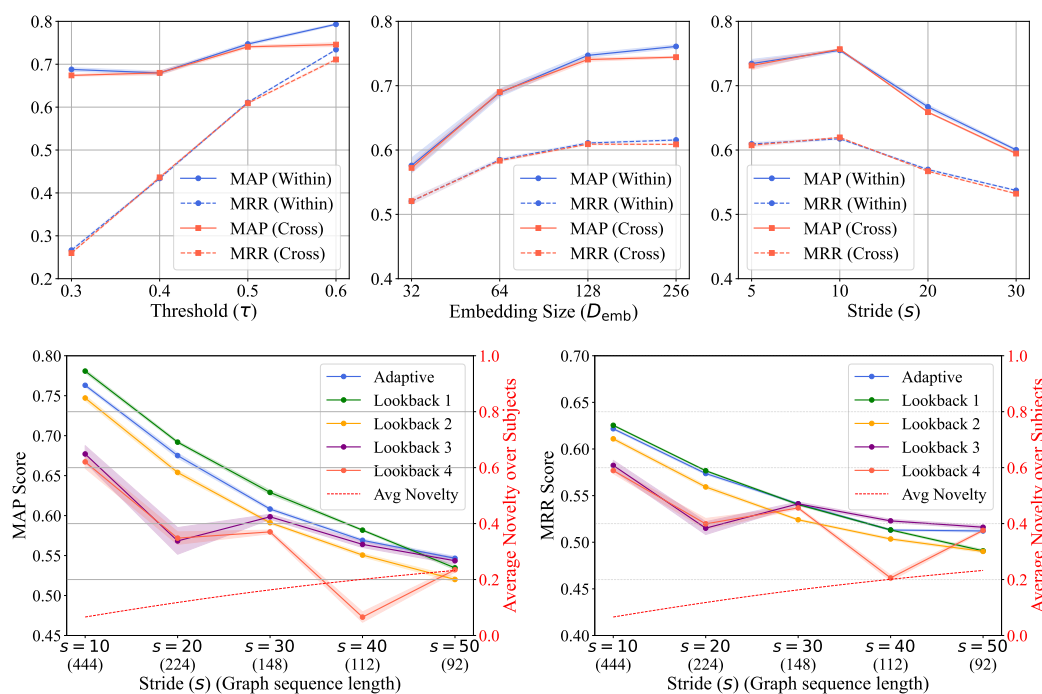 0.8
0.7
0.6
0.5
0.4
0.3
0.2
0.3
0.4
0.5
0.6
Threshold (τ)
MAP (Within)
MRR (Within)
MAP (Cross)
MRR (Cross)
0.8
0.7
0.6
0.5
0.4
32
64
128
256
Embedding Size (D_emb)
MAP (Within)
MRR (Within)
MAP (Cross)
MRR (Cross)
0.8
0.7
0.6
0.5
0.4
5
10
20
30
Stride (s)
MAP (Within)
MRR (Within)
MAP (Cross)
MRR (Cross)
MAP Score
0.80
0.75
0.70
0.65
0.60
0.55
0.50
0.45
Adaptive
Lookback 1
Lookback 2
Lookback 3
Lookback 4
Avg Novelty
1.0
0.8
0.6
0.4
0.2
0.0
Average Novelty over Subjects
s = 10
(444)
s = 20
(224)
s = 30
(148)
s = 40
(112)
s = 50
(92)
Stride (s) (Graph sequence length)
MRR Score
0.70
0.65
0.60
0.55
0.50
0.45
0.40
Adaptive
Lookback 1
Lookback 2
Lookback 3
Lookback 4
Avg Novelty
1.0
0.8
0.6
0.4
0.2
0.0
Average Novelty over Subjects
s = 10
(444)
s = 20
(224)
s = 30
(148)
s = 40
(112)
s = 50
(92)
Stride (s) (Graph sequence length)